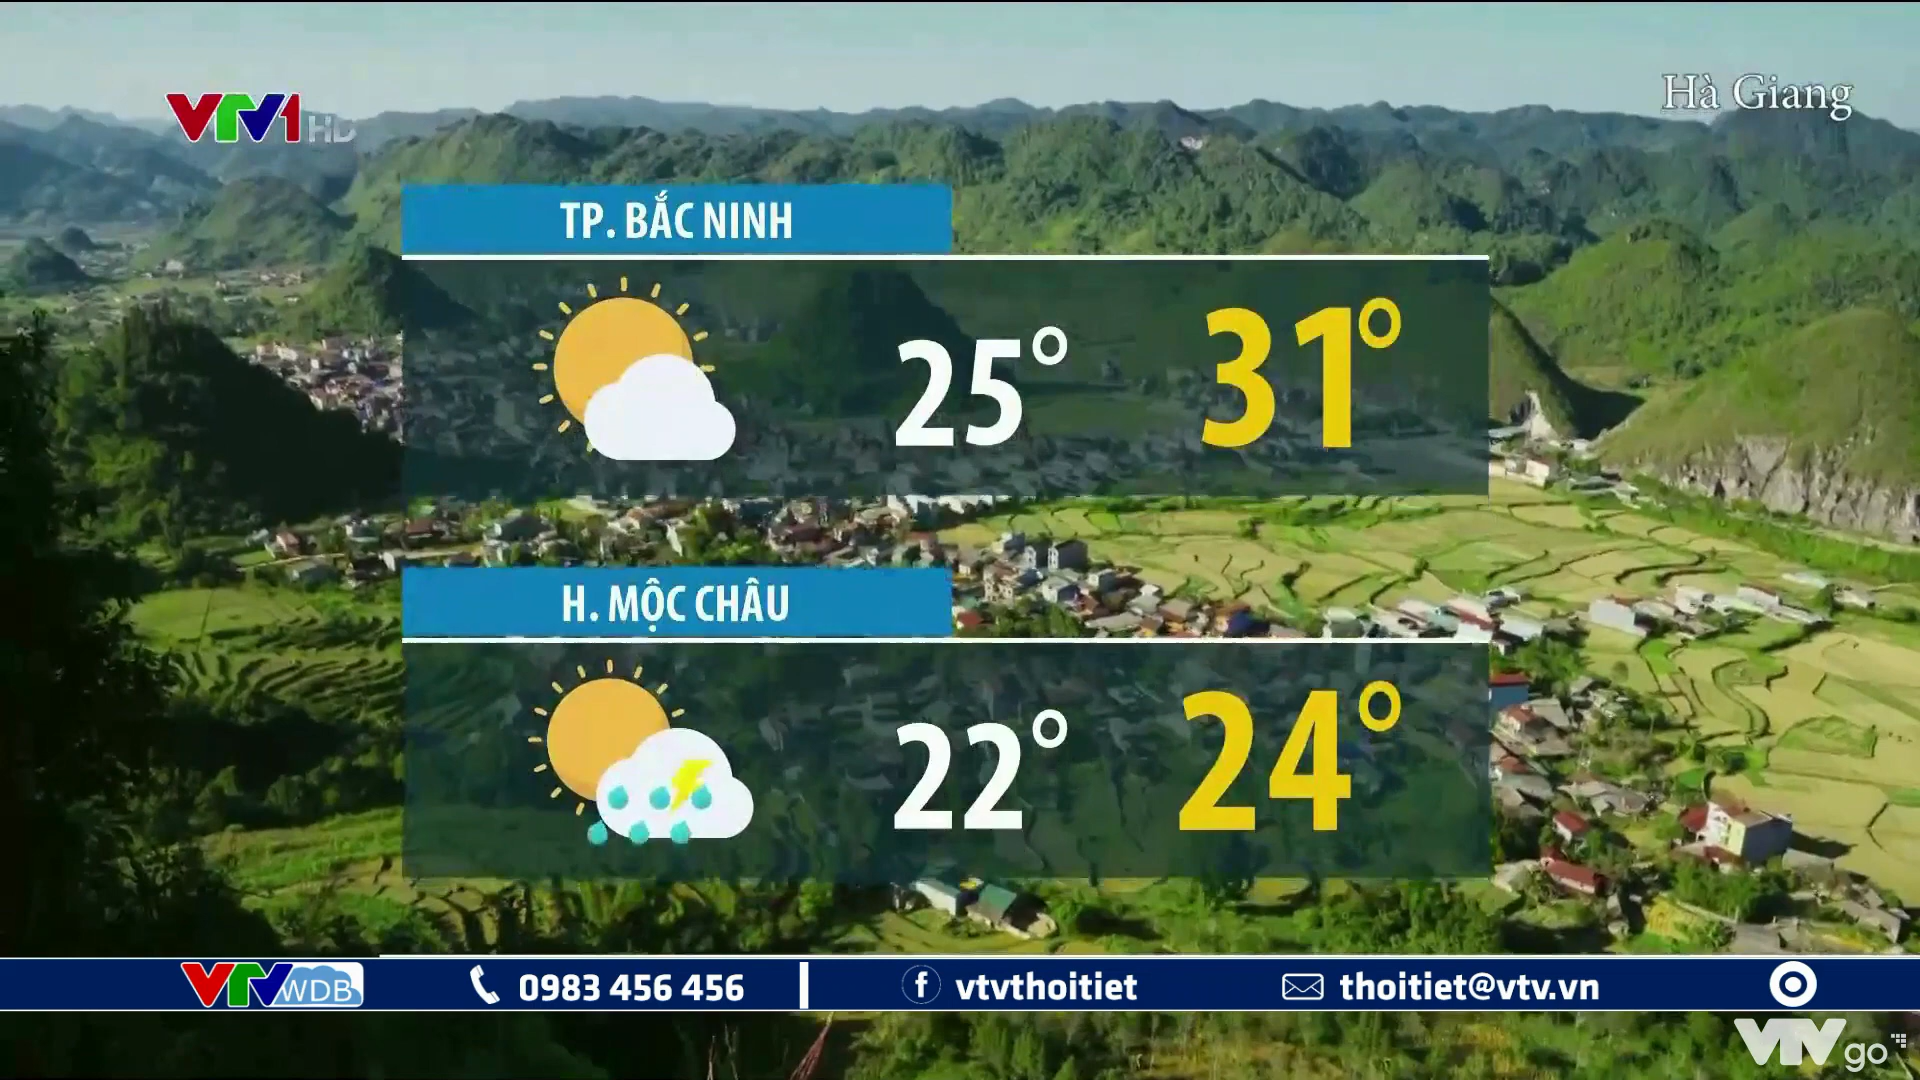 VTV1 HD
Hà Giang
TP. BẮC NINH
25° 31°
H. MỘC CHÂU
22° 24°
VTV WDB 0983 456 456 vtvthoitiet thoitiet@vtv.vn
VTV go